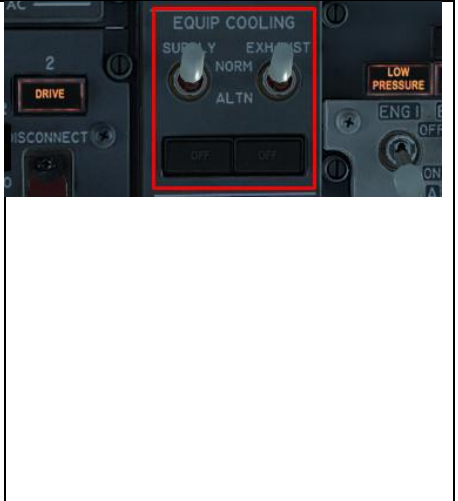 AC
EQUIP COOLING
SUPPLY EXHAUST
NORM
ALTN
OFF OFF
2
DRIVE
DISCONNECT
LOW
PRESSURE
ENG 1
OFF
ON
A